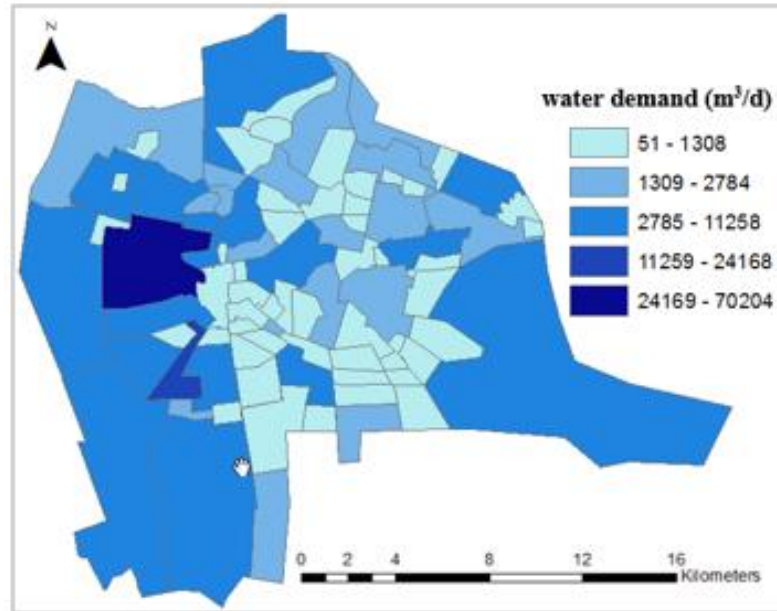 N
water demand (m³/d)
51 - 1308
1309 - 2784
2785 - 11258
11259 - 24168
24169 - 70204
0 2 4 8 12 16
Kilometers